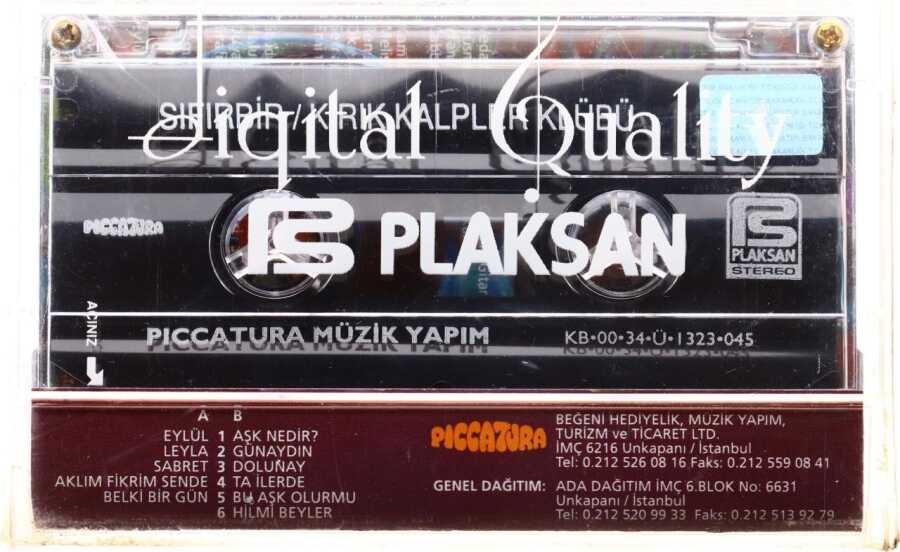 Digital Quality
SIFIRBİR / KIRIK KALPLER KLÜBÜ
PICCATURA
PLAKSAN
PLAKSAN
STEREO
AÇINIZ
PICCATURA MÜZİK YAPIM
KB•00•34•Ü•1323•045
A B
EYLÜL 1 AŞK NEDİR?
LEYLA 2 GÜNAYDIN
SABRET 3 DOLUNAY
AKLIM FİKRİM SENDE 4 TA İLERDE
BELKİ BİR GÜN 5 BU AŞK OLURMU
6 HİLMİ BEYLER
PICCATURA
BEĞENİ HEDİYELİK, MÜZİK YAPIM,
TURİZM ve TİCARET LTD.
İMÇ 6216 Unkapanı / İstanbul
Tel: 0.212 526 08 16 Faks: 0.212 559 08 41
GENEL DAĞITIM: ADA DAĞITIM İMÇ 6.BLOK No: 6631
Unkapanı / İstanbul
Tel: 0.212 520 99 33 Faks: 0.212 513 92 79